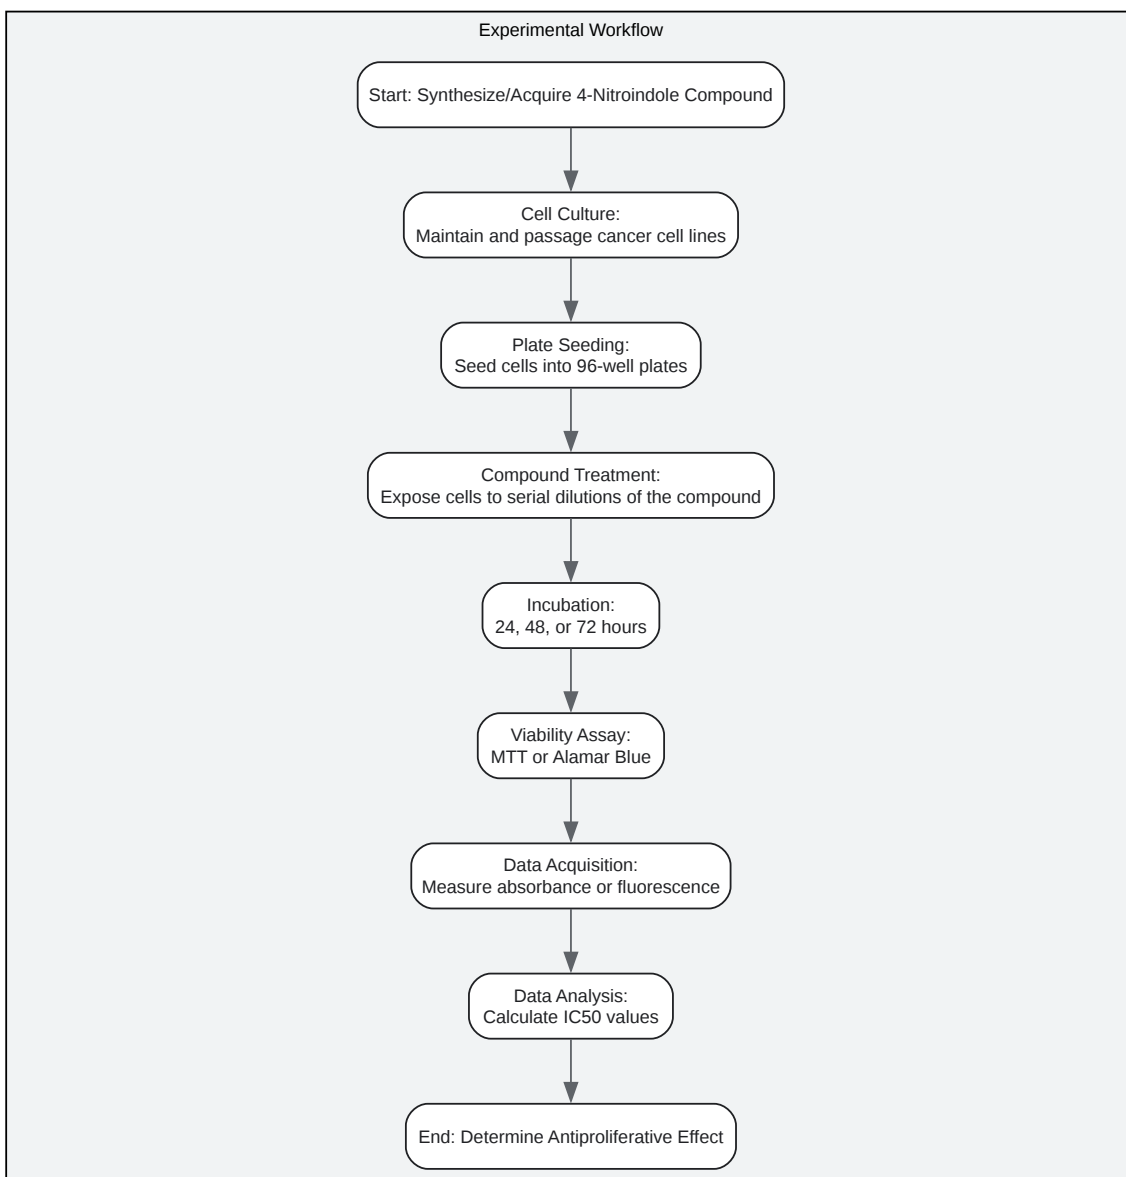 Experimental Workflow
Start: Synthesize/Acquire 4-Nitroindole Compound
Cell Culture:
Maintain and passage cancer cell lines
Plate Seeding:
Seed cells into 96-well plates
Compound Treatment:
Expose cells to serial dilutions of the compound
Incubation:
24, 48, or 72 hours
Viability Assay:
MTT or Alamar Blue
Data Acquisition:
Measure absorbance or fluorescence
Data Analysis:
Calculate IC50 values
End: Determine Antiproliferative Effect